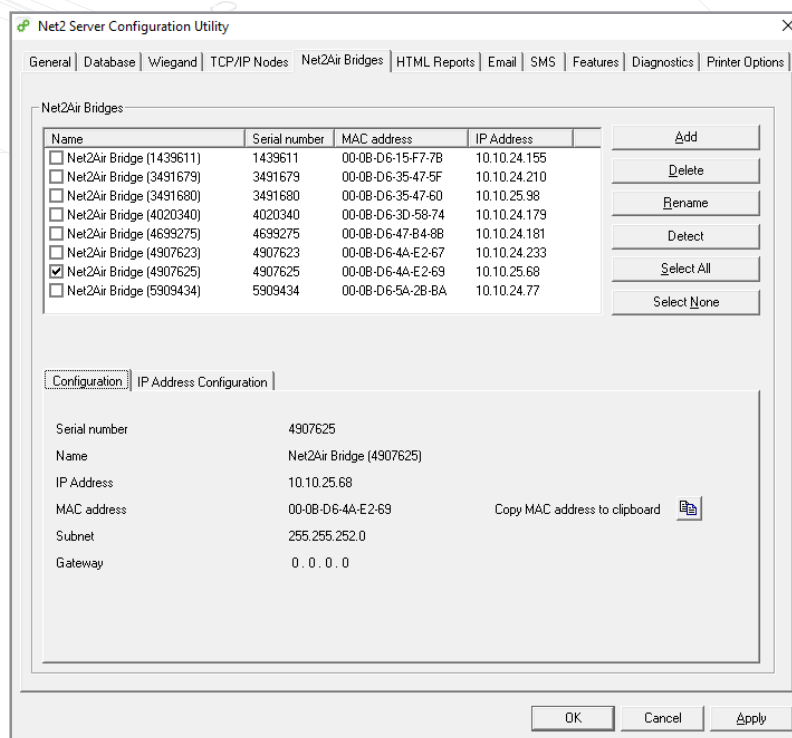 Net2 Server Configuration Utility
General Database Wiegand TCP/IP Nodes Net2Air Bridges HTML Reports Email SMS Features Diagnostics Printer Options
Net2Air Bridges
Name Serial number MAC address IP Address
Net2Air Bridge (1439611) 1439611 00-0B-D6-15-F7-7B 10.10.24.155
Net2Air Bridge (3491679) 3491679 00-0B-D6-35-47-5F 10.10.24.210
Net2Air Bridge (3491680) 3491680 00-0B-D6-35-47-60 10.10.25.98
Net2Air Bridge (4020340) 4020340 00-0B-D6-3D-58-74 10.10.24.179
Net2Air Bridge (4699275) 4699275 00-0B-D6-47-B4-8B 10.10.24.181
Net2Air Bridge (4907623) 4907623 00-0B-D6-4A-E2-67 10.10.24.233
Net2Air Bridge (4907625) 4907625 00-0B-D6-4A-E2-69 10.10.25.68
Net2Air Bridge (5909434) 5909434 00-0B-D6-5A-2B-BA 10.10.24.77
Add
Delete
Rename
Detect
Select All
Select None
Configuration IP Address Configuration
Serial number 4907625
Name Net2Air Bridge (4907625)
IP Address 10.10.25.68
MAC address 00-0B-D6-4A-E2-69 Copy MAC address to clipboard
Subnet 255.255.252.0
Gateway 0 . 0 . 0 . 0
OK Cancel Apply